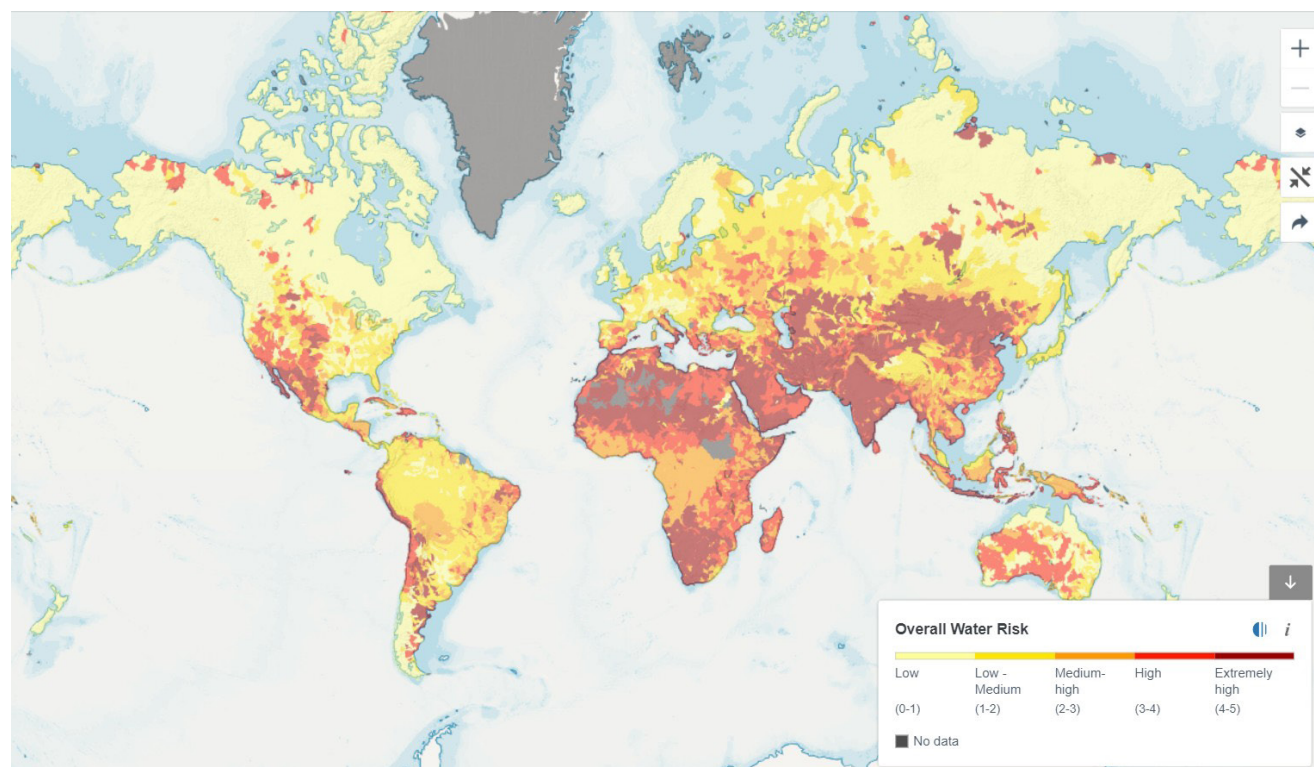 Overall Water Risk
i
Low
Low -
Medium
Medium-
high
High
Extremely
high
(0-1)
(1-2)
(2-3)
(3-4)
(4-5)
No data